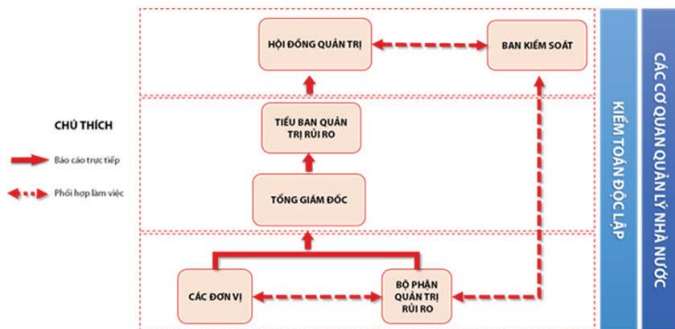 HỘI ĐỒNG QUẢN TRỊ
BAN KIỂM SOÁT
CHÚ THÍCH
Báo cáo trực tiếp
Phối hợp làm việc
TIỂU BAN QUẢN
TRỊ RỦI RO
TỔNG GIÁM ĐỐC
CÁC ĐƠN VỊ
BỘ PHẬN
QUẢN TRỊ
RỦI RO
KIỂM TOÁN ĐỘC LẬP
CÁC CƠ QUAN QUẢN LÝ NHÀ NƯỚC